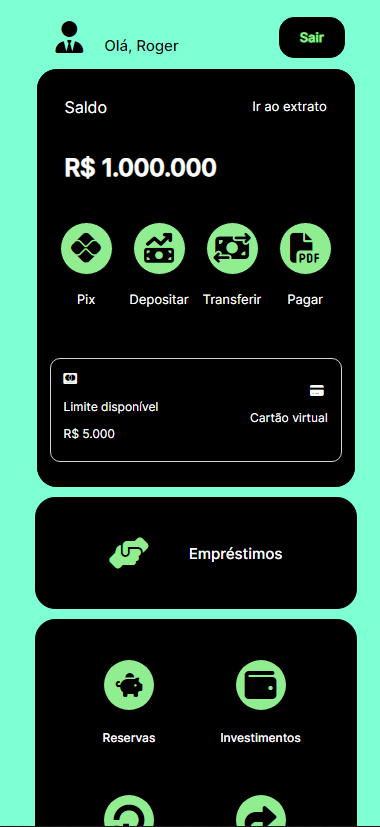 Olá, Roger
Sair
Saldo
Ir ao extrato
R$ 1.000.000
PDF
Pix
Depositar
Transferir
Pagar
Limite disponível
R$ 5.000
Cartão virtual
Empréstimos
Reservas
Investimentos